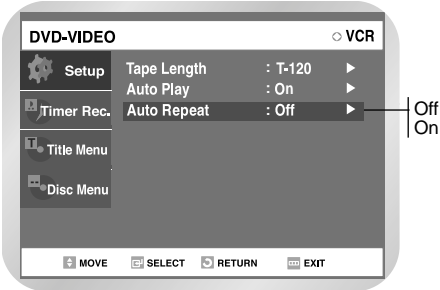 DVD-VIDEO VCR
Setup
Tape Length : T-120
Auto Play : On
Auto Repeat : Off
Off
On
Timer Rec.
Title Menu
Disc Menu
MOVE SELECT RETURN EXIT